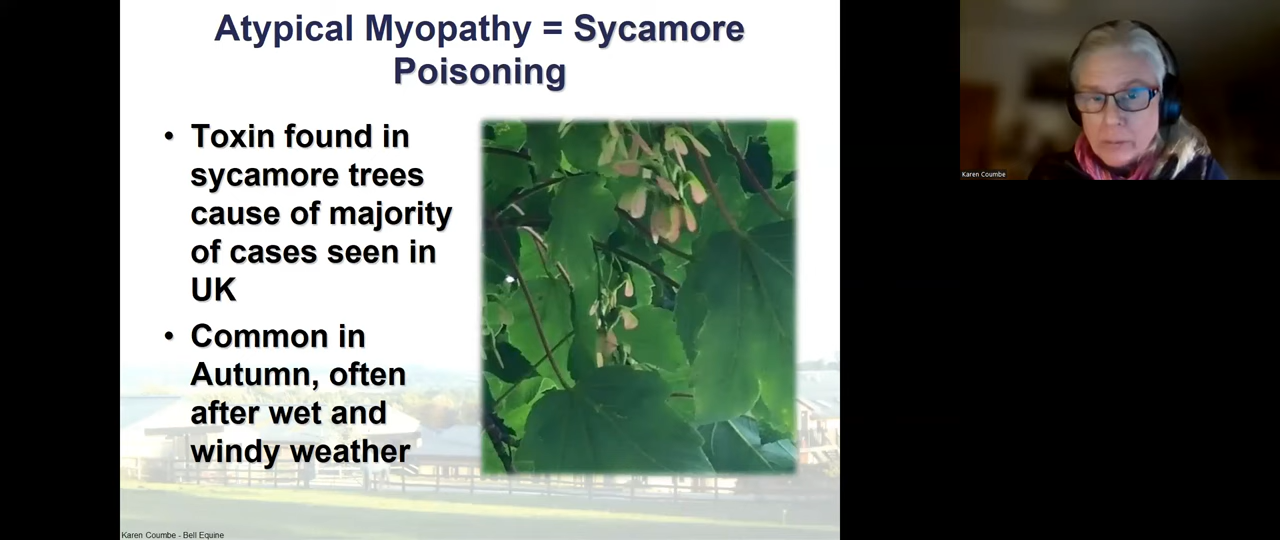 Atypical Myopathy = Sycamore
Poisoning
• Toxin found in
sycamore trees
cause of majority
of cases seen in
UK
• Common in
Autumn, often
after wet and
windy weather
Karen Coumbe - Bell Equine
Karen Coumbe